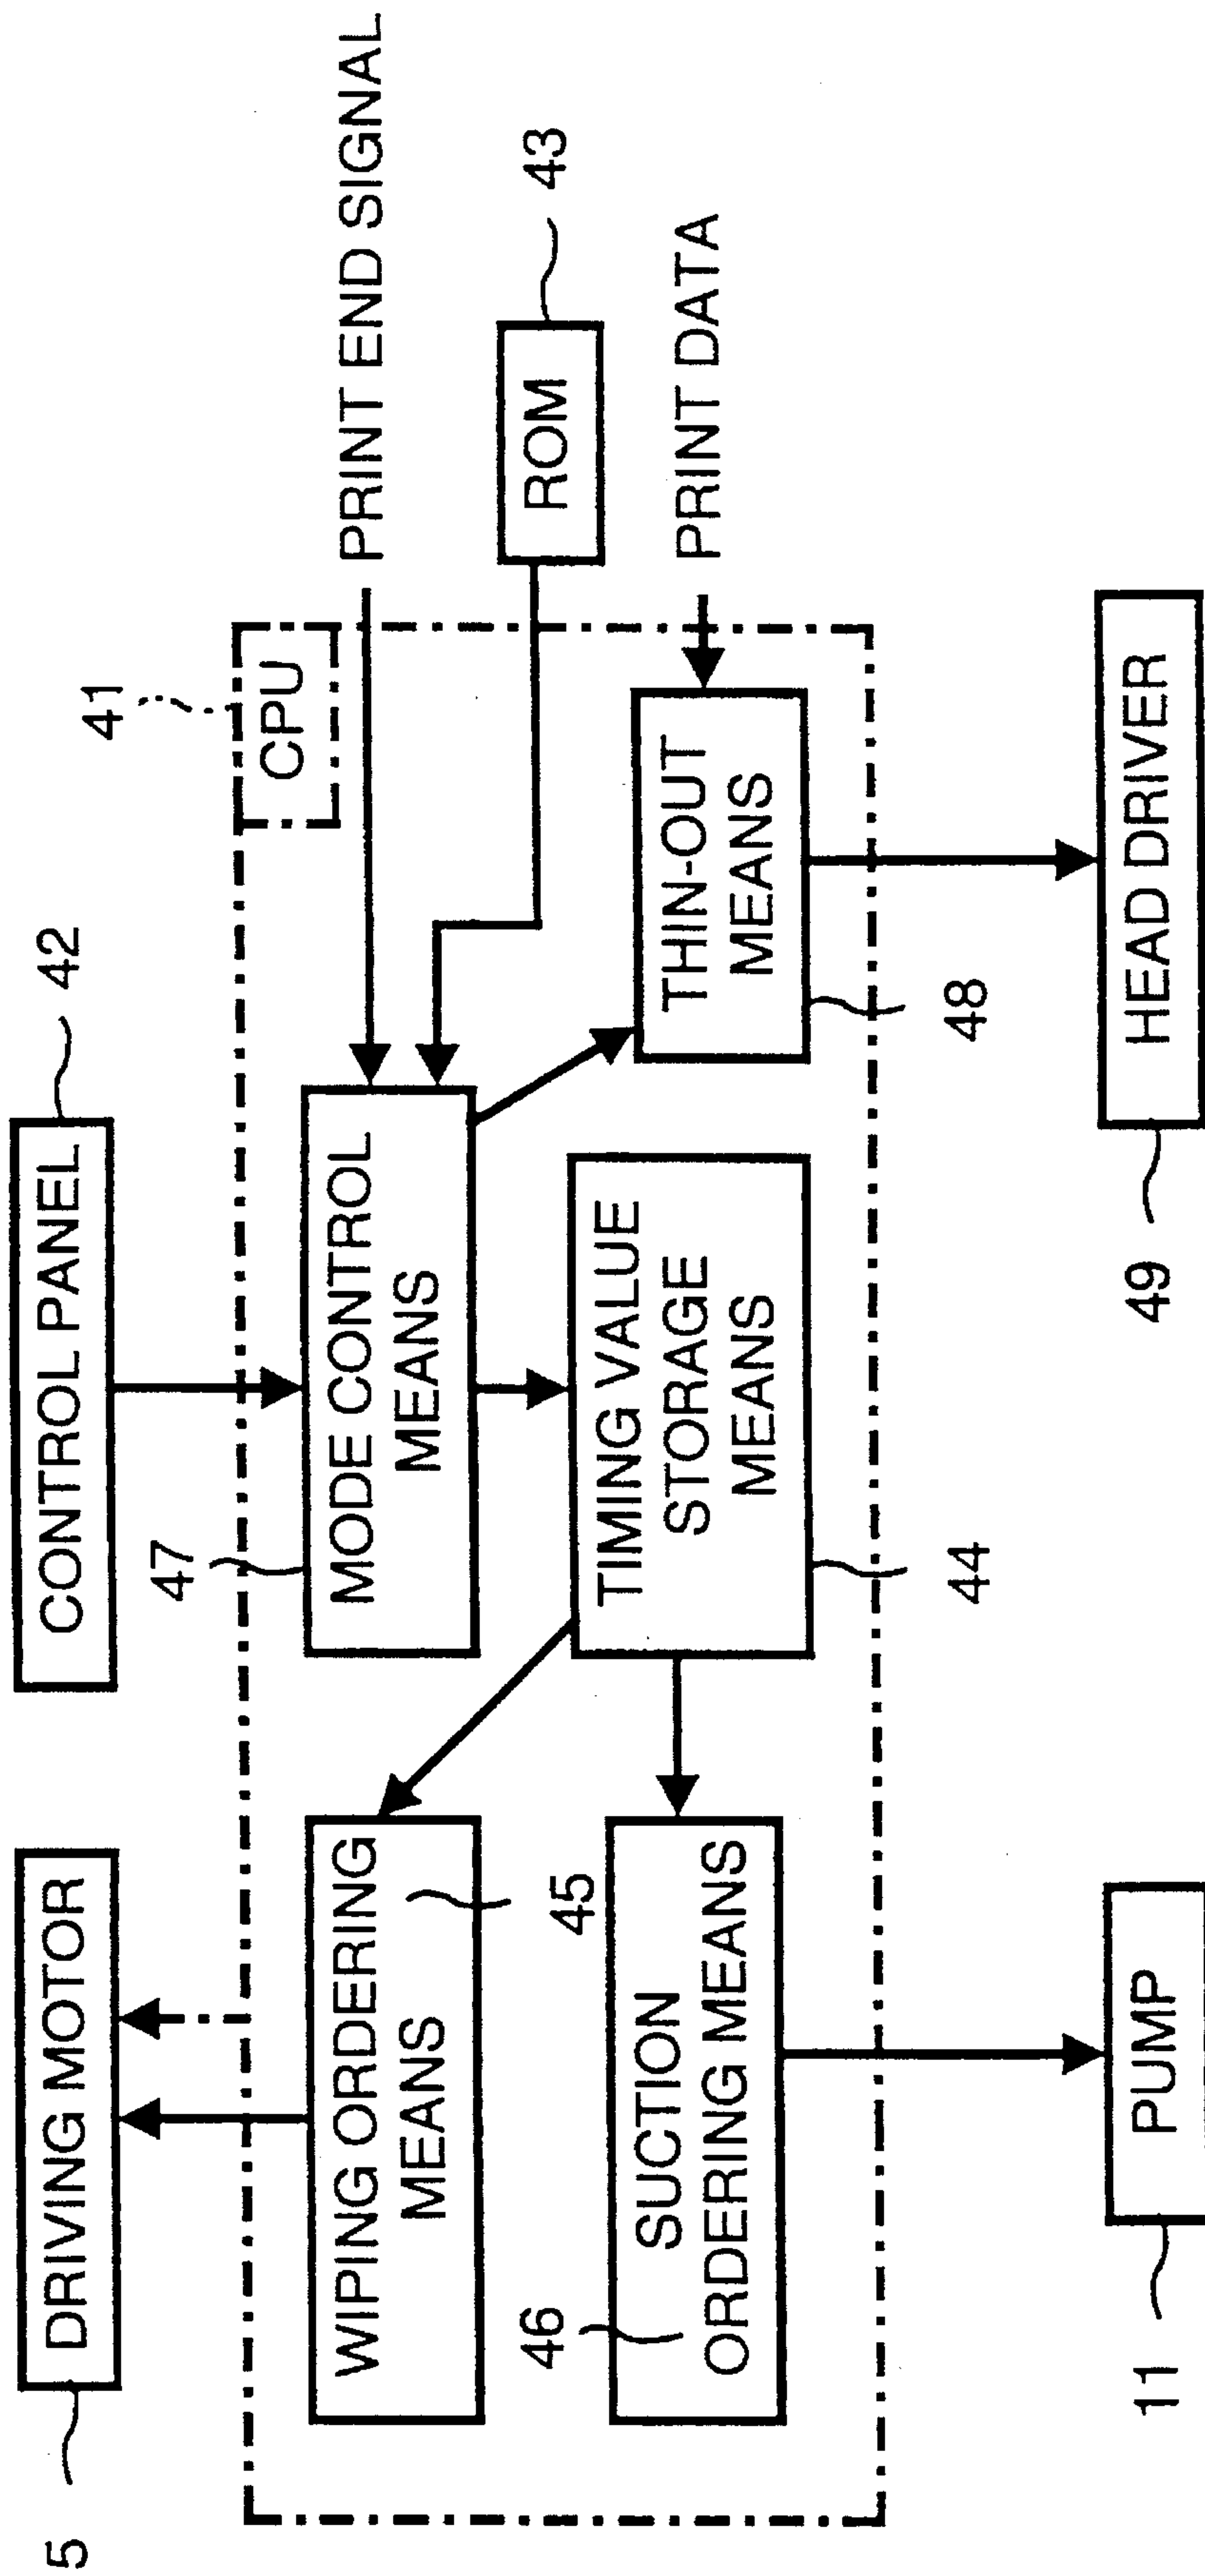 5
DRIVING MOTOR
CONTROL PANEL
42
41
CPU
PRINT END SIGNAL
47
WIPING ORDERING
MEANS
45
MODE CONTROL
MEANS
ROM
43
46
SUCTION
ORDERING MEANS
TIMING VALUE
STORAGE
MEANS
44
THIN-OUT
MEANS
48
PRINT DATA
11
PUMP
49
HEAD DRIVER